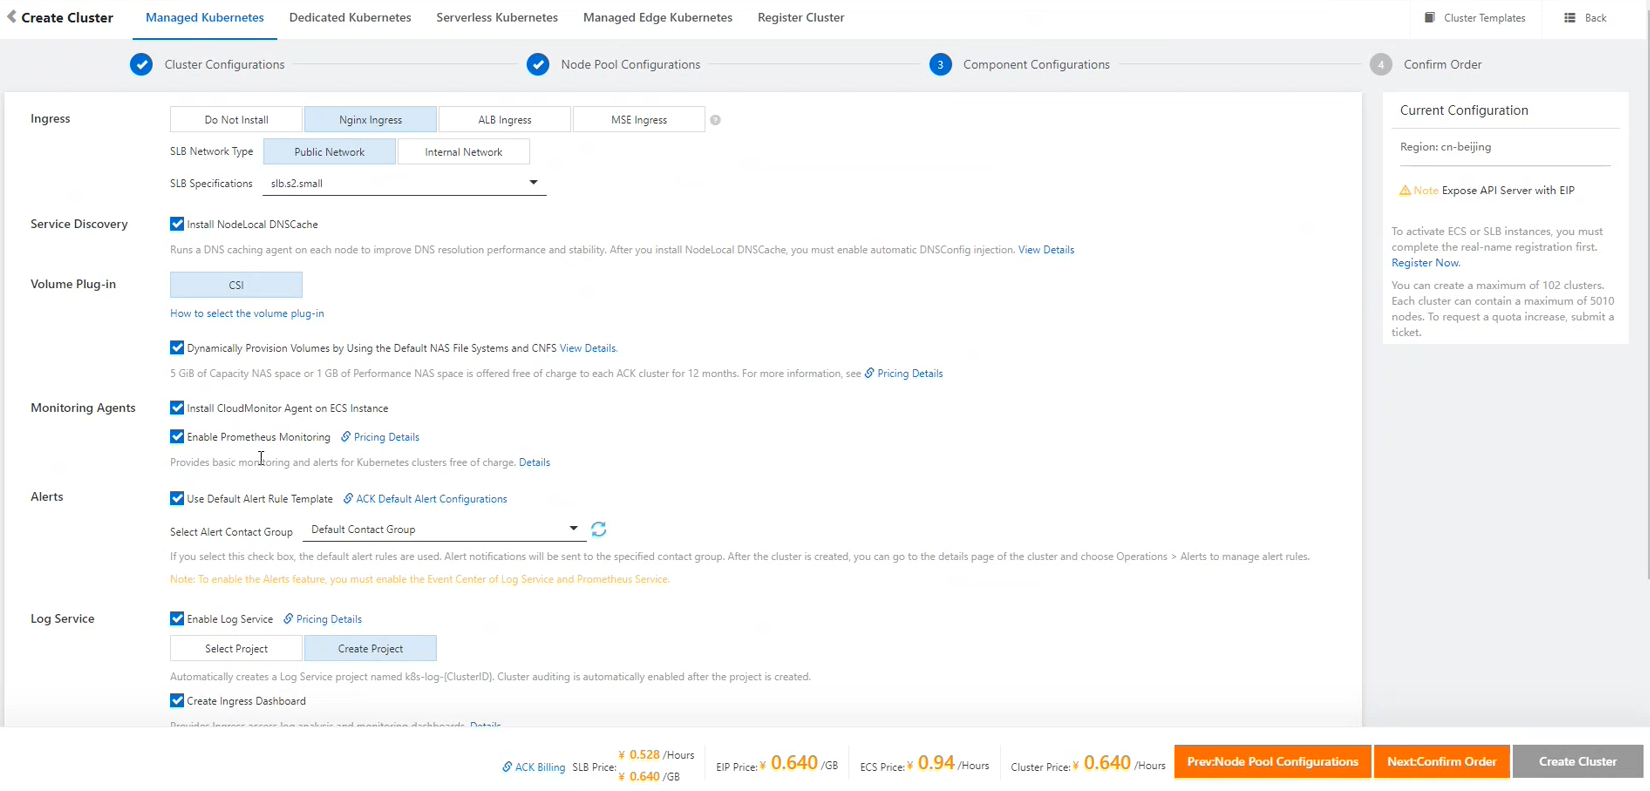 Create Cluster Managed Kubernetes Dedicated Kubernetes Serverless Kubernetes Managed Edge Kubernetes Register Cluster Cluster Templates Back
Cluster Configurations Node Pool Configurations 3 Component Configurations 4 Confirm Order
Ingress Do Not Install Nginx Ingress ALB Ingress MSE Ingress ?
SLB Network Type Public Network Internal Network
SLB Specifications slb.s2.small
Service Discovery Install NodeLocal DNSCache
Runs a DNS caching agent on each node to improve DNS resolution performance and stability. After you install NodeLocal DNSCache, you must enable automatic DNSConfig injection. View Details
Volume Plug-in CSI
How to select the volume plug-in
Dynamically Provision Volumes by Using the Default NAS File Systems and CNFS View Details.
5 GiB of Capacity NAS space or 1 GB of Performance NAS space is offered free of charge to each ACK cluster for 12 months. For more information, see Pricing Details
Monitoring Agents Install CloudMonitor Agent on ECS Instance
Enable Prometheus Monitoring Pricing Details
Provides basic monitoring and alerts for Kubernetes clusters free of charge. Details
Alerts Use Default Alert Rule Template ACK Default Alert Configurations
Select Alert Contact Group Default Contact Group
If you select this check box, the default alert rules are used. Alert notifications will be sent to the specified contact group. After the cluster is created, you can go to the details page of the cluster and choose Operations > Alerts to manage alert rules.
Note: To enable the Alerts feature, you must enable the Event Center of Log Service and Prometheus Service.
Log Service Enable Log Service Pricing Details
Select Project Create Project
Automatically creates a Log Service project named k8s-log-{ClusterID}. Cluster auditing is automatically enabled after the project is created.
Create Ingress Dashboard
Provides Ingress access log analysis and monitoring dashboards. Details
Current Configuration
Region: cn-beijing
Note Expose API Server with EIP
To activate ECS or SLB instances, you must
complete the real-name registration first.
Register Now.
You can create a maximum of 102 clusters.
Each cluster can contain a maximum of 5010
nodes. To request a quota increase, submit a
ticket.
ACK Billing SLB Price: ¥ 0.528 /Hours
¥ 0.640 /GB
EIP Price: ¥ 0.640 /GB
ECS Price: ¥ 0.94 /Hours
Cluster Price: ¥ 0.640 /Hours
Prev:Node Pool Configurations Next:Confirm Order Create Cluster